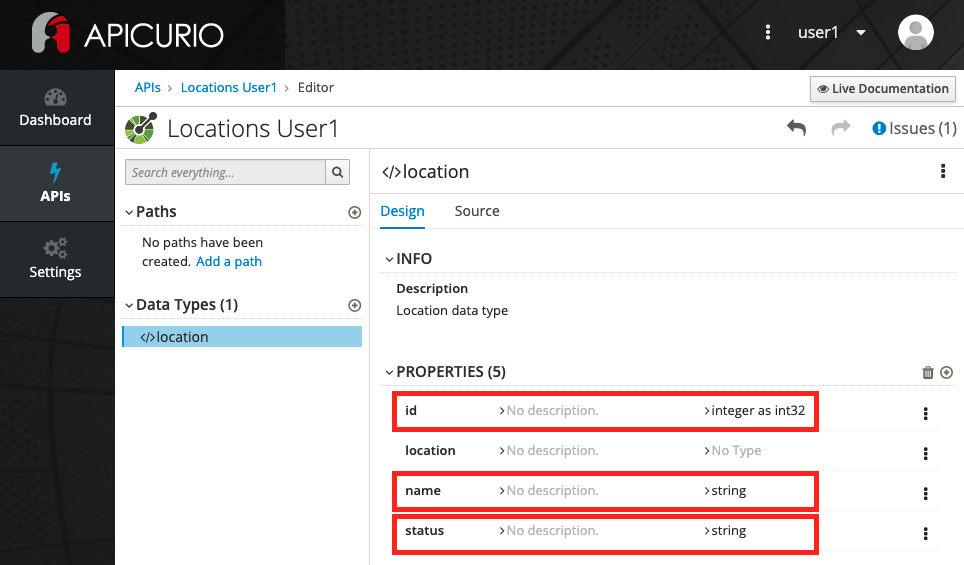 APICURIO
user1
Dashboard
APIs
Settings
APIs › Locations User1 › Editor
Live Documentation
Locations User1
Issues (1)
Search everything...
Paths
No paths have been
created. Add a path
Data Types (1)
</>location
</>location
Design Source
INFO
Description
Location data type
PROPERTIES (5)
id No description. integer as int32
location No description. No Type
name No description. string
status No description. string